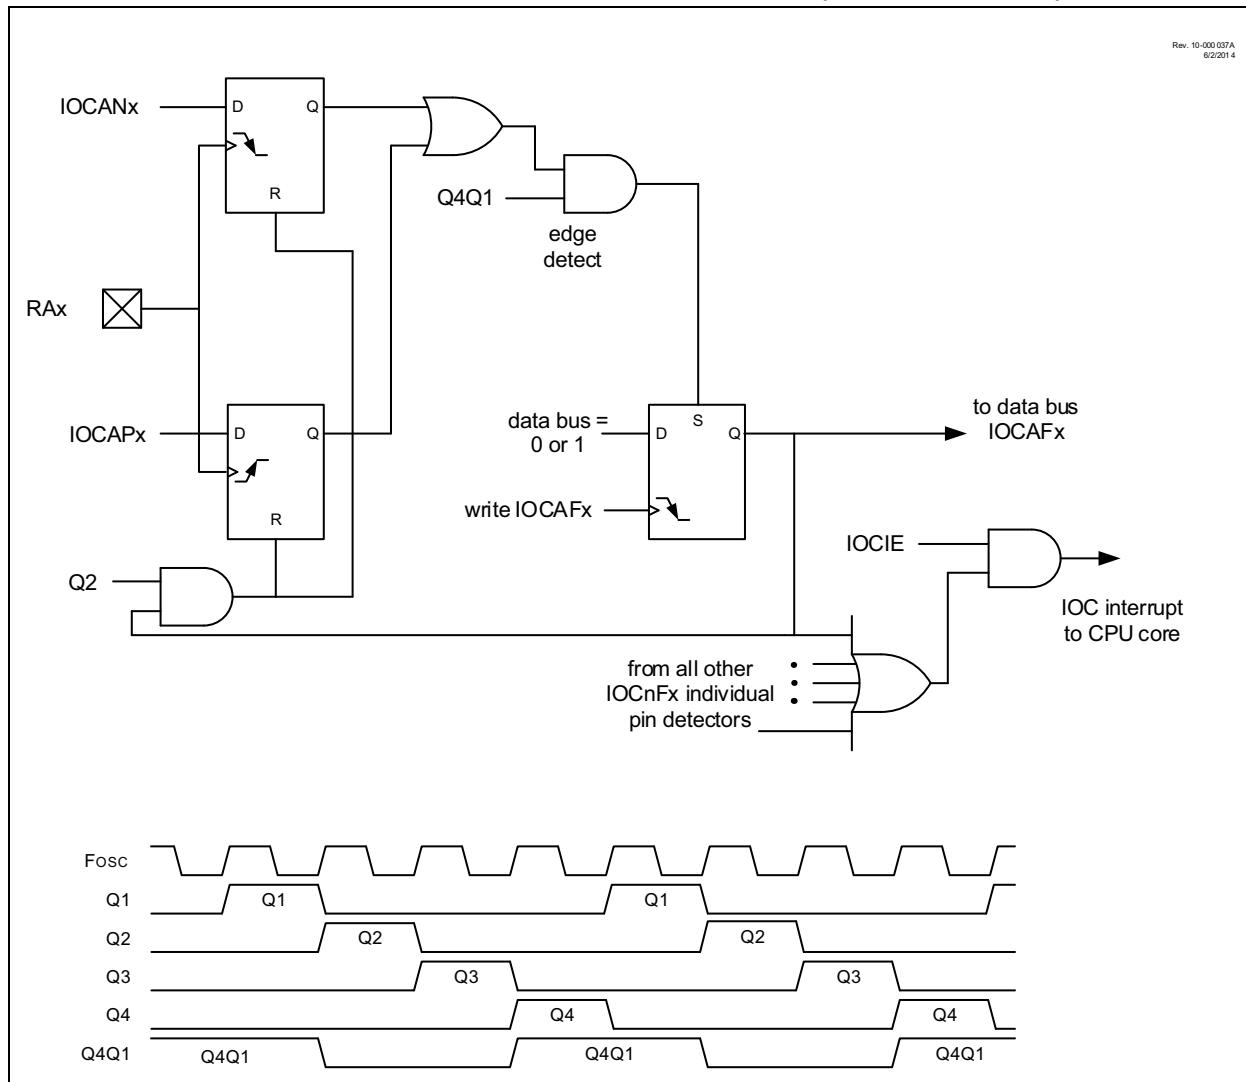 Rev. 10-000 037A
6/2/201 4
IOCANx
D
Q
R
Q4Q1
edge
detect
RAx
IOCAPx
D
Q
R
data bus =
0 or 1
S
D
Q
to data bus
IOCAFx
write IOCAFx
IOCIE
Q2
IOC interrupt
to CPU core
from all other
IOCnFx individual
pin detectors
FOSC
Q1
Q1
Q1
Q2
Q2
Q2
Q3
Q3
Q3
Q4
Q4
Q4
Q4Q1
Q4Q1
Q4Q1
Q4Q1